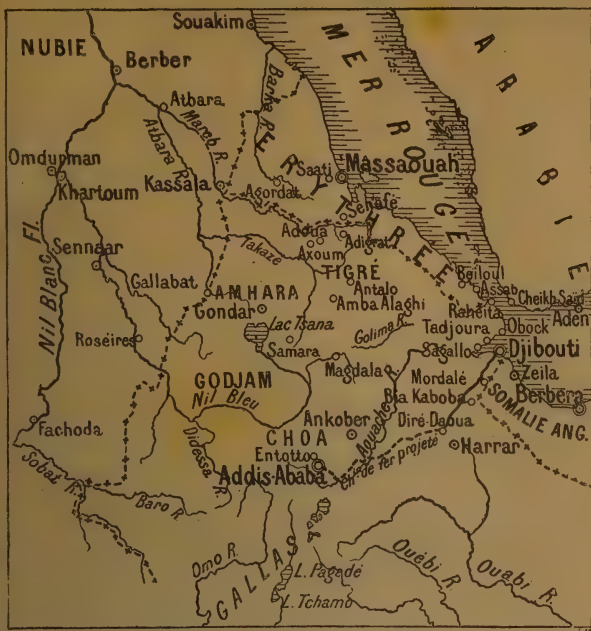 Souakim
NUBIE
MER ROUGE
ARABIE
Berber
Barka R.
Atbara
Mareb R.
Atbara R.
ERYTHREE
Omdurman
Khartoum
Kassala
Saati
Massaouah
Agordat
Sénafé
Adoua
Axoum
Adigrat
Takazé
TIGRÉ
Sennaar
Nil Blanc Fl.
Gallabat
AMHARA
Gondar
Antalo
Amba Alaghi
Beiloul
Assab
Cheikh Saïd
Raheita
Aden
Lac Tsana
Golima R.
Tadjoura
Obock
Roséires
Samara
Sagallo
Djibouti
Magdala
Zeila
GODJAM
Mordalé
Nil Bleu
Bia Kaboba
Berbera
SOMALIE ANG.
Fachoda
Ankober
Aouache R.
Diré-Daoua
CHOA
Didessa R.
Entotto
Harrar
Addis-Ababa
Ch. de fer projeté
Sobat R.
Baro R.
Omo R.
GALLAS
L. Pagadé
L. Tchamo
Ouébi R.
Ouabi R.